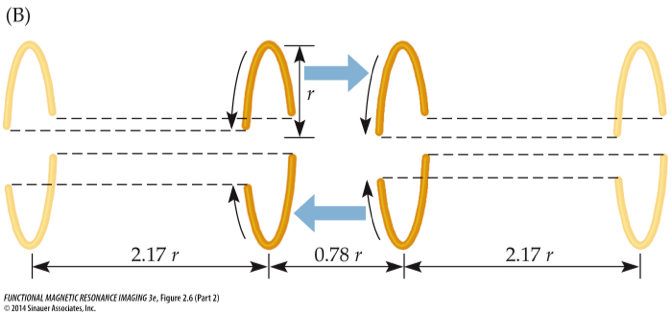 (B)
r
2.17 r
0.78 r
2.17 r
FUNCTIONAL MAGNETIC RESONANCE IMAGING 3e, Figure 2.6 (Part 2)
© 2014 Sinauer Associates, Inc.